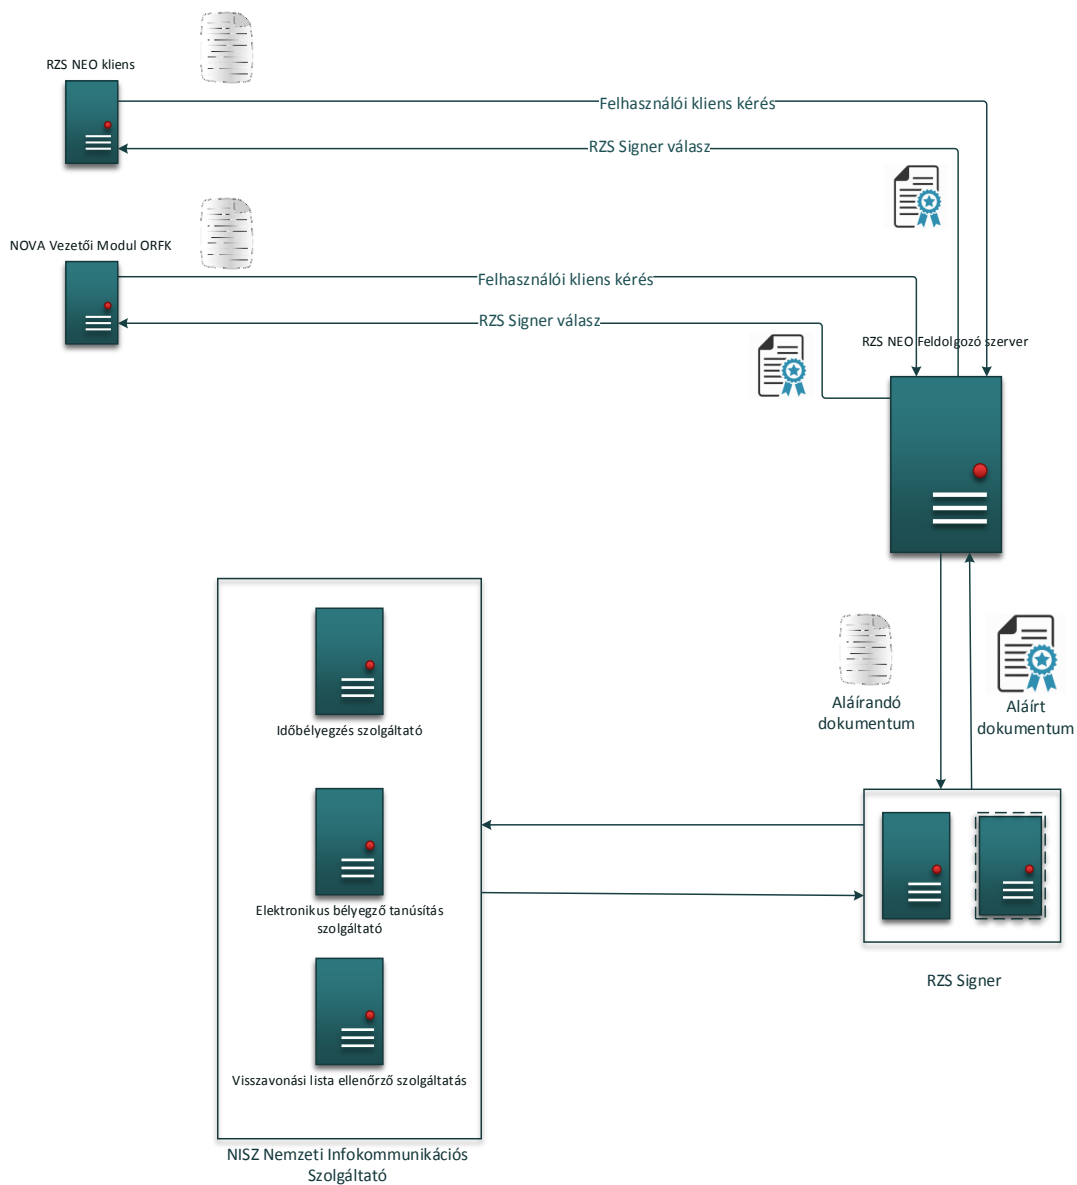 RZS NEO kliens
Felhasználói kliens kérés
RZS Signer válasz
NOVA Vezetői Modul ORFK
Felhasználói kliens kérés
RZS Signer válasz
RZS NEO Feldolgozó szerver
Aláírandó
dokumentum
Aláírt
dokumentum
Időbélyegzés szolgáltató
Elektronikus bélyegző tanúsítás
szolgáltató
RZS Signer
Visszavonási lista ellenőrző szolgáltatás
NISZ Nemzeti Infokommunikációs
Szolgáltató